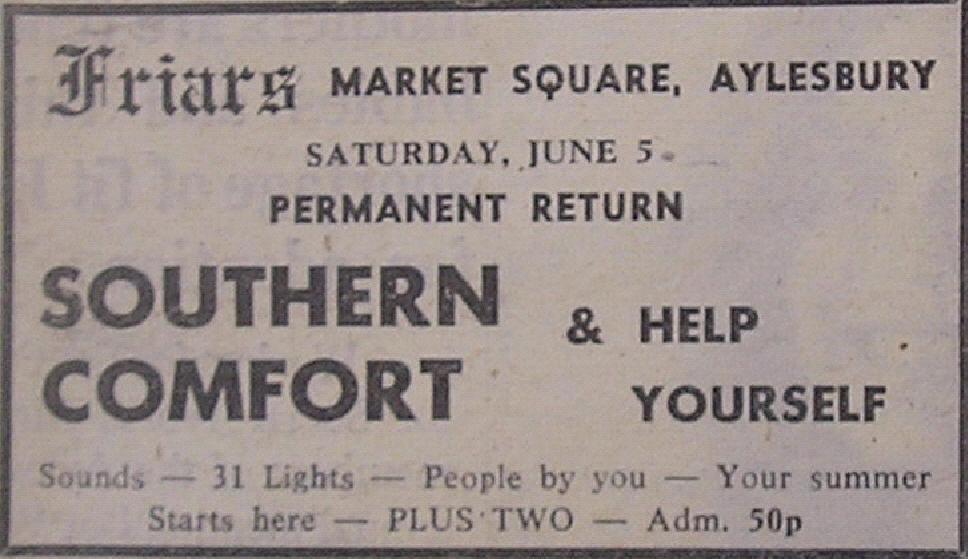 Friars MARKET SQUARE, AYLESBURY
SATURDAY, JUNE 5
PERMANENT RETURN
SOUTHERN
COMFORT
& HELP
YOURSELF
Sounds — 31 Lights — People by you — Your summer
Starts here — PLUS TWO — Adm. 50p